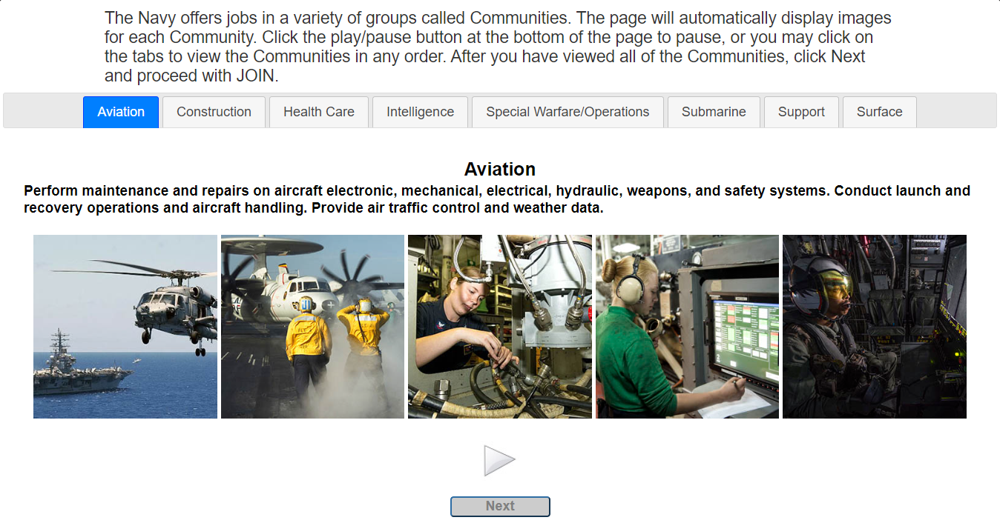 The Navy offers jobs in a variety of groups called Communities. The page will automatically display images
for each Community. Click the play/pause button at the bottom of the page to pause, or you may click on
the tabs to view the Communities in any order. After you have viewed all of the Communities, click Next
and proceed with JOIN.
Aviation
Construction
Health Care
Intelligence
Special Warfare/Operations
Submarine
Support
Surface
Aviation
Perform maintenance and repairs on aircraft electronic, mechanical, electrical, hydraulic, weapons, and safety systems. Conduct launch and
recovery operations and aircraft handling. Provide air traffic control and weather data.
Next